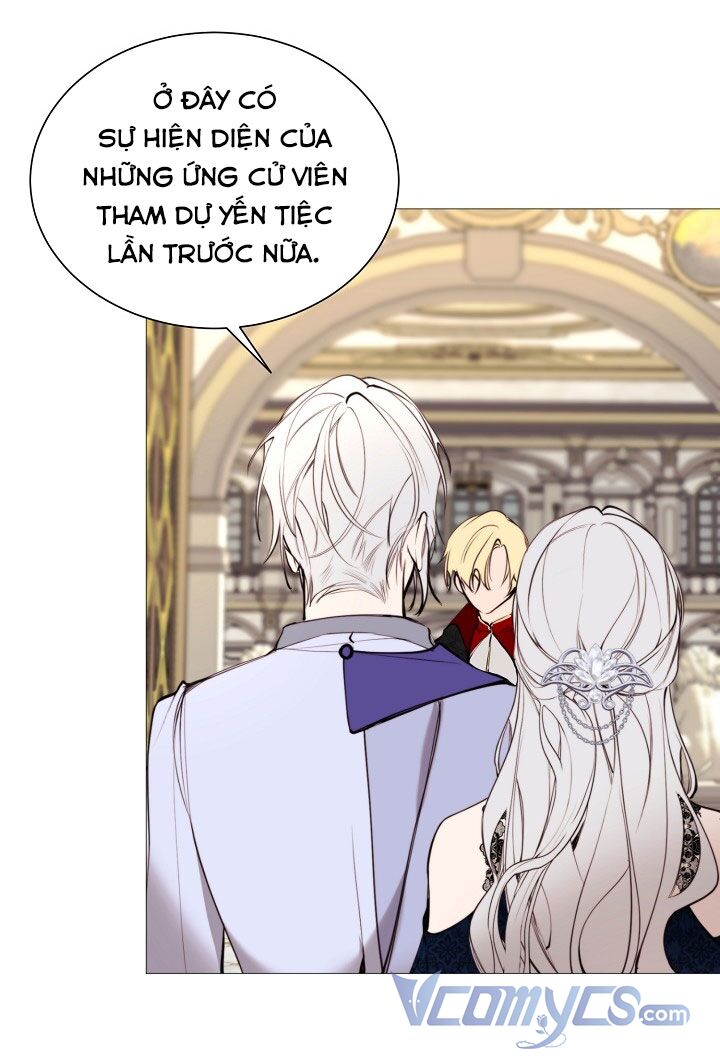 Ở ĐÂY CÓ
SỰ HIỆN DIỆN CỦA
NHỮNG ỨNG CỬ VIÊN
THAM DỰ YẾN TIỆC
LẦN TRƯỚC NỮA.
VCOMYCS.com